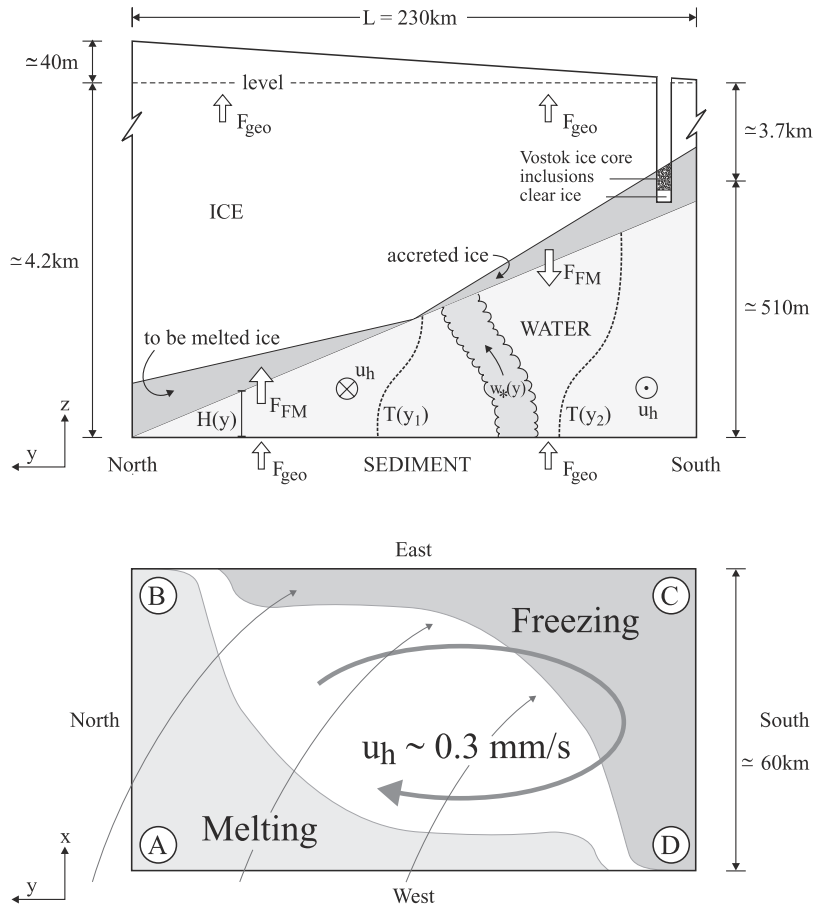 L = 230km
≃40m
level
F_geo
F_geo
≃3.7km
Vostok ice core
inclusions
clear ice
ICE
≃4.2km
accreted ice
F_FM
to be melted ice
WATER
≃510m
u_h
w_*(y)
F_FM
z
H(y)
T(y_1)
T(y_2)
u_h
y
North
F_geo
SEDIMENT
F_geo
South
East
B
C
Freezing
North
u_h ~ 0.3 mm/s
South
≃ 60km
Melting
x
A
D
y
West